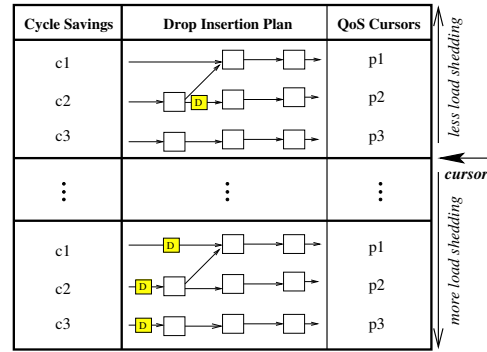 Cycle Savings Drop Insertion Plan QoS Cursors
c1 p1
c2 D p2
c3 p3
less load shedding
cursor
c1 D p1
c2 D p2
c3 D p3
more load shedding